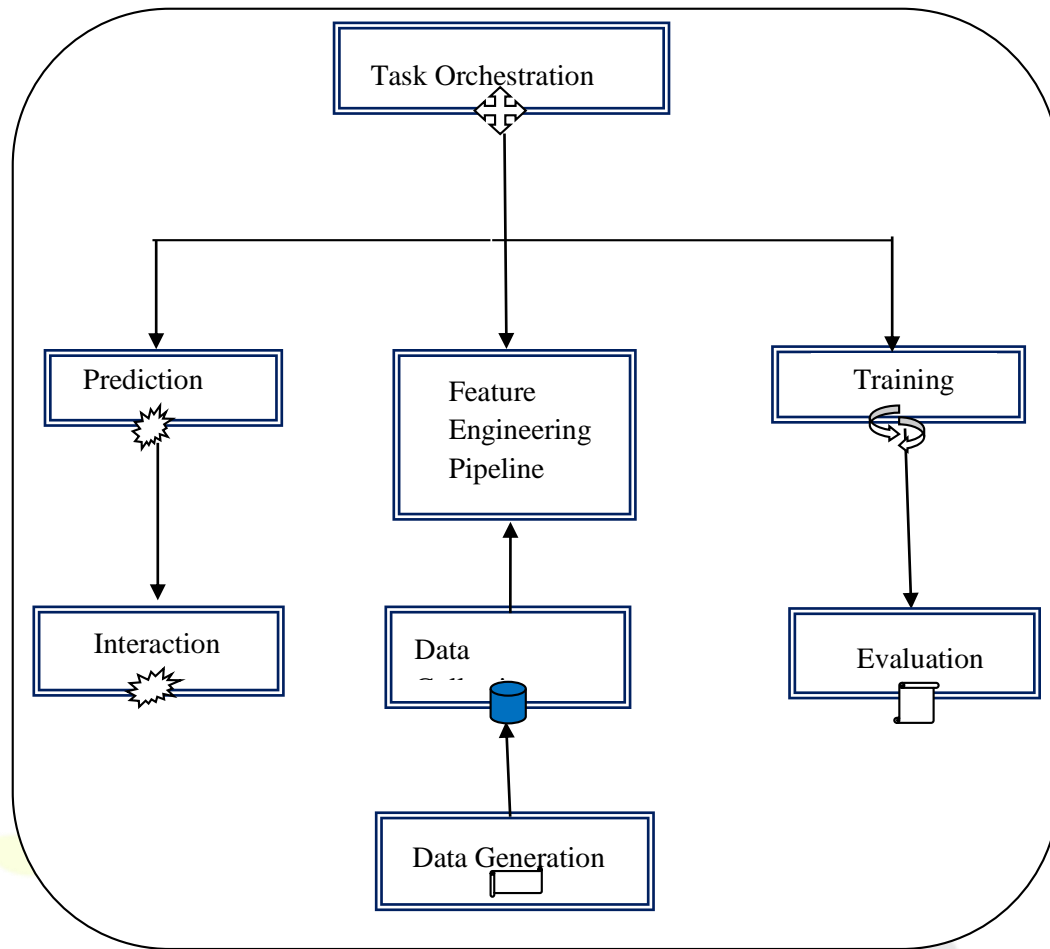 Task Orchestration
Prediction
Feature
Engineering
Pipeline
Training
Interaction
Data
Evaluation
Data Generation